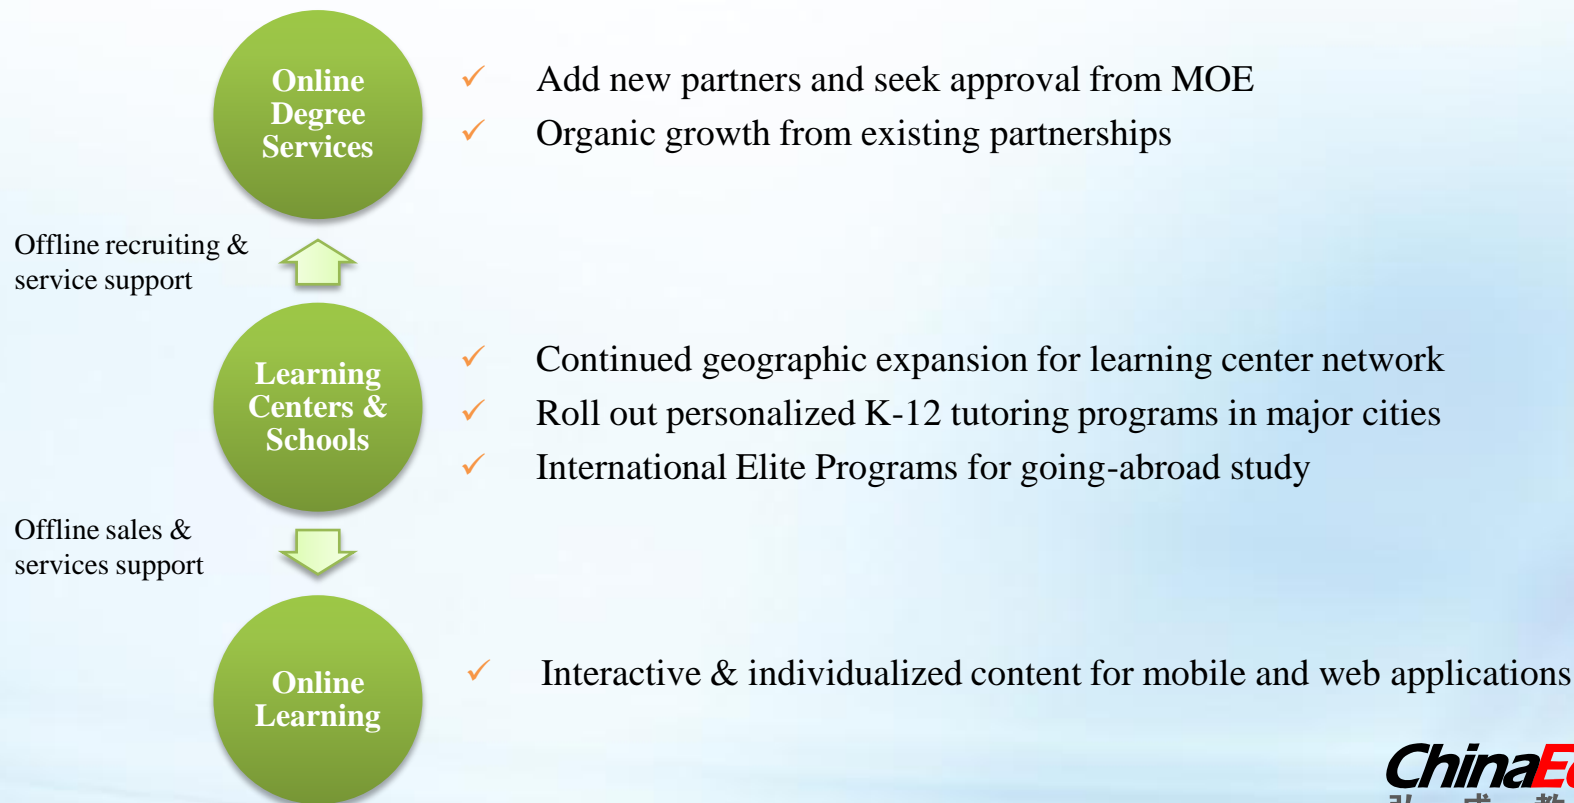 Online
Degree
Services
✓ Add new partners and seek approval from MOE
✓ Organic growth from existing partnerships
Offline recruiting &
service support
Learning
Centers &
Schools
✓ Continued geographic expansion for learning center network
✓ Roll out personalized K-12 tutoring programs in major cities
✓ International Elite Programs for going-abroad study
Offline sales &
services support
Online
Learning
✓ Interactive & individualized content for mobile and web applications